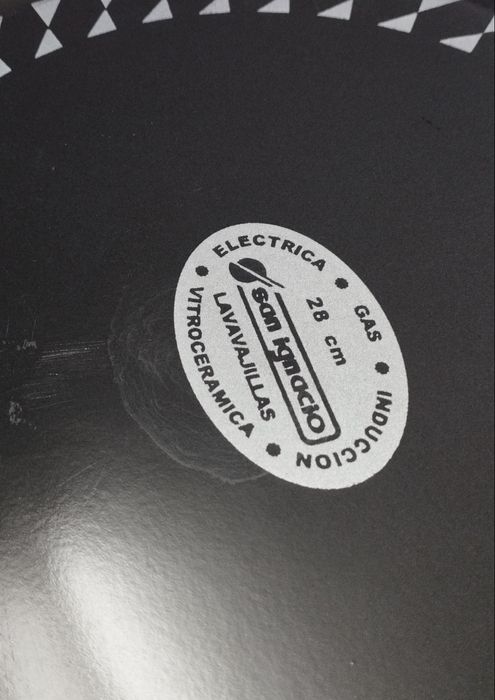 ELECTRICA
GAS
INDUCCION
VITROCERAMICA
28 cm
san ignacio
LAVAVAJILLAS